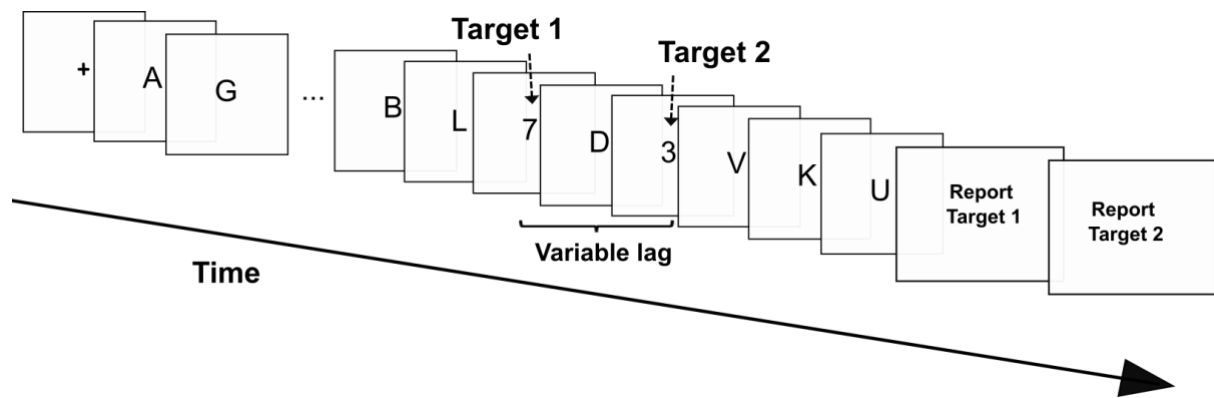 Target 1
Target 2
+
A
G
...
B
L
7
D
3
V
K
U
Report
Target 1
Report
Target 2
Variable lag
Time